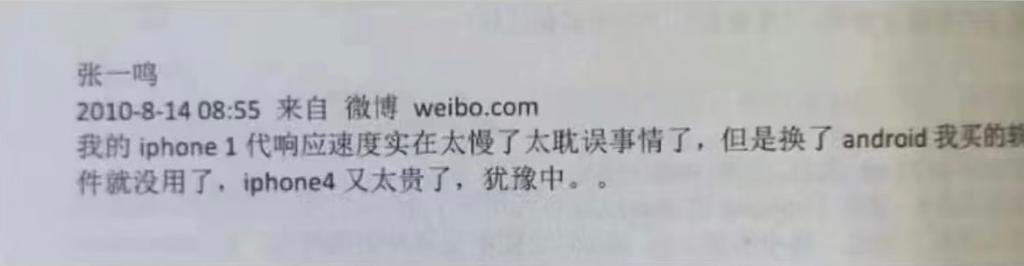 张一鸣
2010-8-14 08:55 来自 微博 weibo.com
我的 iphone 1 代响应速度实在太慢了太耽误事情了，但是换了 android 我买的软
件就没用了，iphone4 又太贵了，犹豫中。。